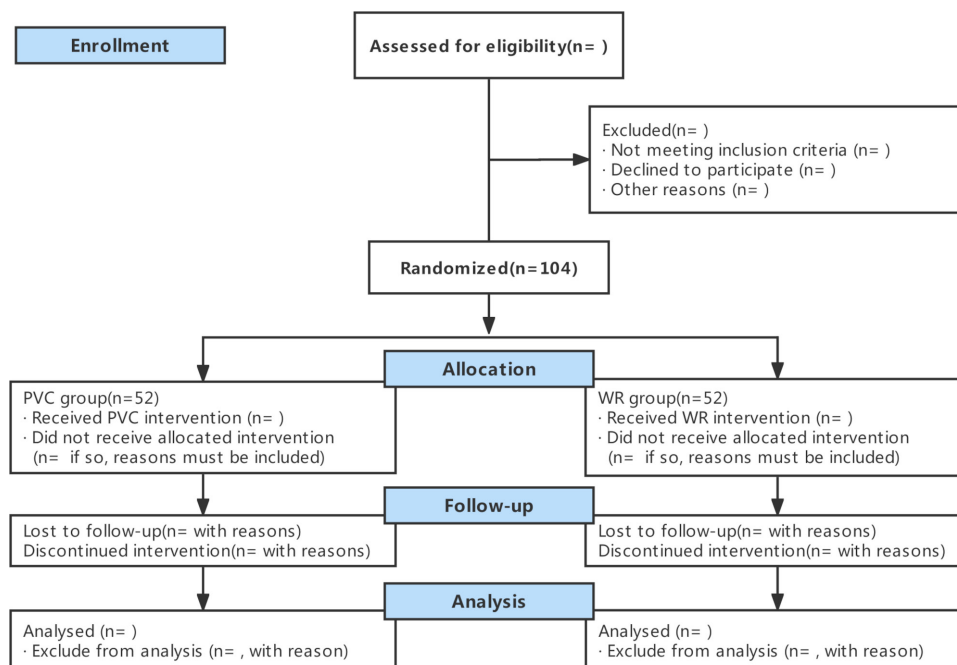 Enrollment
Assessed for eligibility(n= )
Excluded(n= )
· Not meeting inclusion criteria (n= )
· Declined to participate (n= )
· Other reasons (n= )
Randomized(n=104)
Allocation
PVC group(n=52)
· Received PVC intervention (n= )
· Did not receive allocated intervention
(n=  if so, reasons must be included)
WR group(n=52)
· Received WR intervention (n= )
· Did not receive allocated intervention
(n=  if so, reasons must be included)
Follow-up
Lost to follow-up(n= with reasons)
Discontinued intervention(n= with reasons)
Lost to follow-up(n= with reasons)
Discontinued intervention(n= with reasons)
Analysis
Analysed (n= )
· Exclude from analysis (n= , with reason)
Analysed (n= )
· Exclude from analysis (n= , with reason)